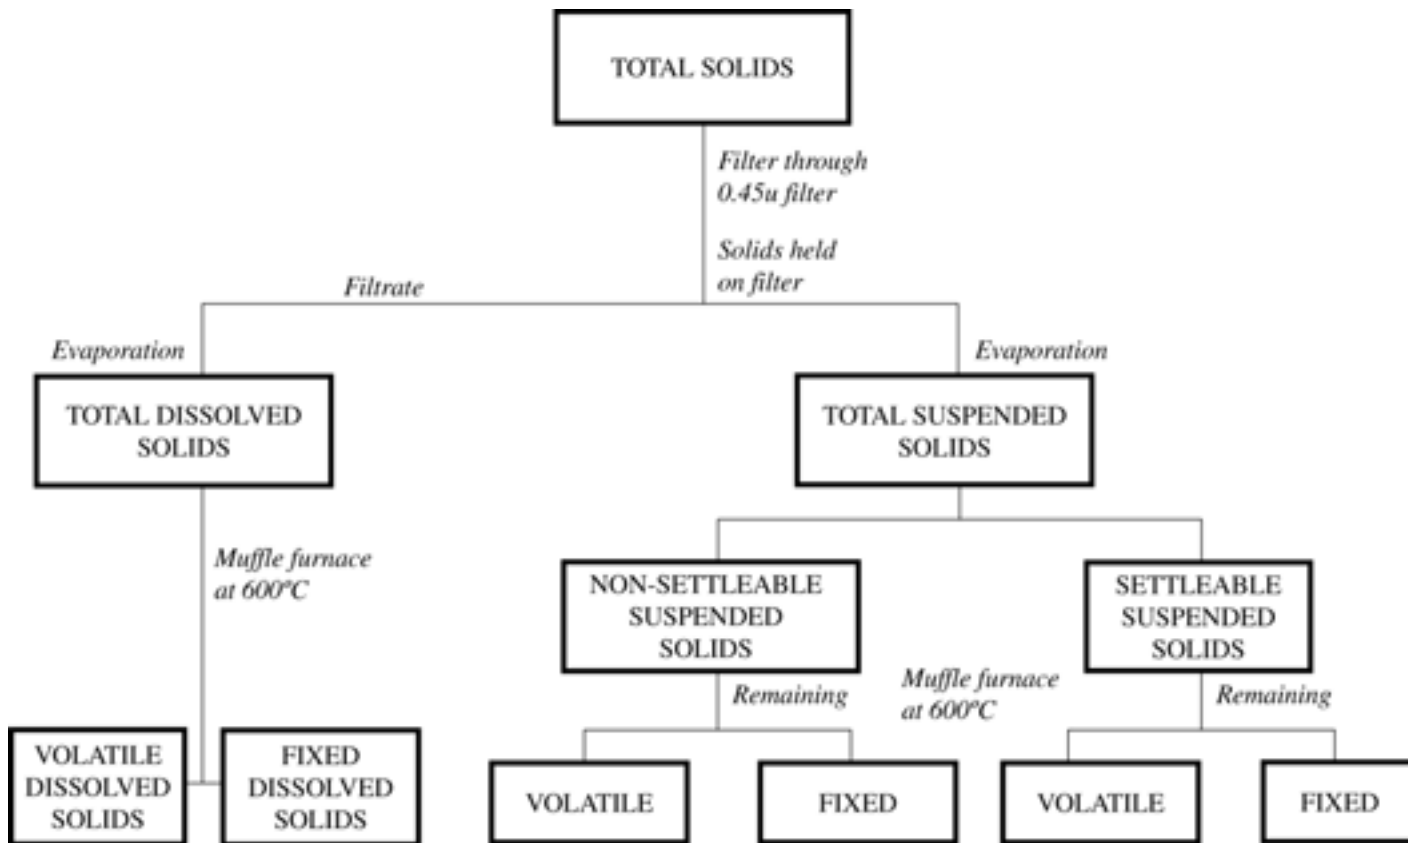 TOTAL SOLIDS
Filter through
0.45u filter
Solids held
on filter
Filtrate
Evaporation
Evaporation
TOTAL DISSOLVED
SOLIDS
TOTAL SUSPENDED
SOLIDS
Muffle furnace
at 600ºC
NON-SETTLEABLE
SUSPENDED
SOLIDS
SETTLEABLE
SUSPENDED
SOLIDS
Remaining
Muffle furnace
at 600ºC
Remaining
VOLATILE
DISSOLVED
SOLIDS
FIXED
DISSOLVED
SOLIDS
VOLATILE
FIXED
VOLATILE
FIXED